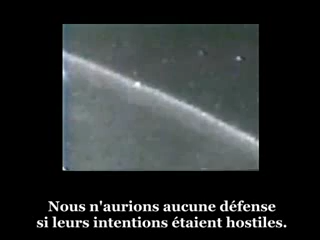 Nous n'aurions aucune défense
si leurs intentions étaient hostiles.